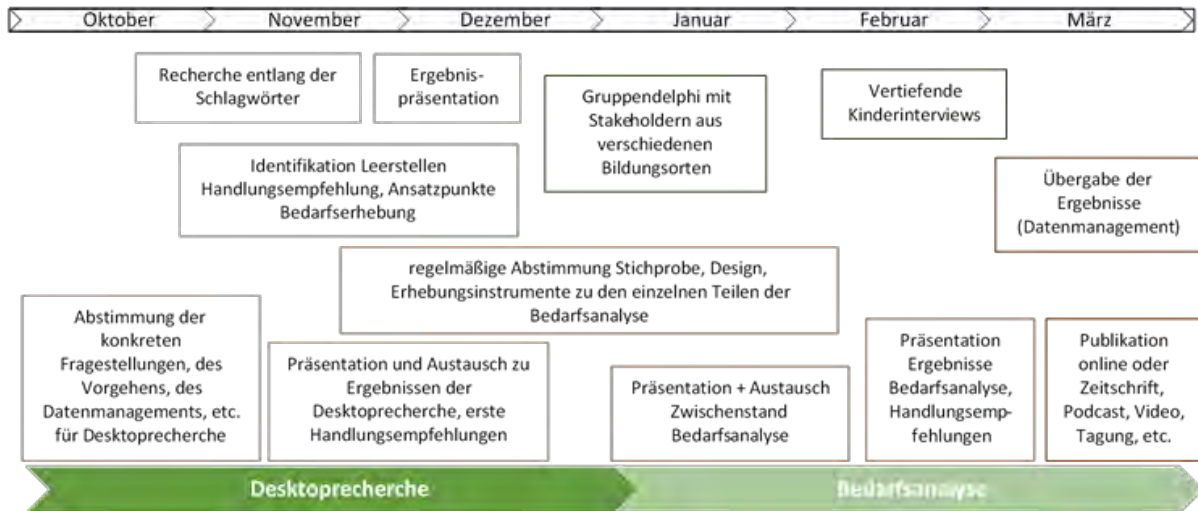 Oktober
November
Dezember
Januar
Februar
März
Recherche entlang der
Schlagwörter
Ergebnis-
präsentation
Gruppendelphi mit
Stakeholdern aus
verschiedenen
Bildungsorten
Vertiefende
Kinderinterviews
Identifikation Leerstellen
Handlungsempfehlung, Ansatzpunkte
Bedarfserhebung
Übergabe der
Ergebnisse
(Datenmanagement)
regelmäßige Abstimmung Stichprobe, Design,
Erhebungsinstrumente zu den einzelnen Teilen der
Bedarfsanalyse
Abstimmung der
konkreten
Fragestellungen, des
Vorgehens, des
Datenmanagements, etc.
für Desktoprecherche
Präsentation und Austausch zu
Ergebnissen der
Desktoprecherche, erste
Handlungsempfehlungen
Präsentation + Austausch
Zwischenstand
Bedarfsanalyse
Präsentation
Ergebnisse
Bedarfsanalyse,
Handlungsemp-
fehlungen
Publikation
online oder
Zeitschrift,
Podcast, Video,
Tagung, etc.
Desktoprecherche
Bedarfsanalyse